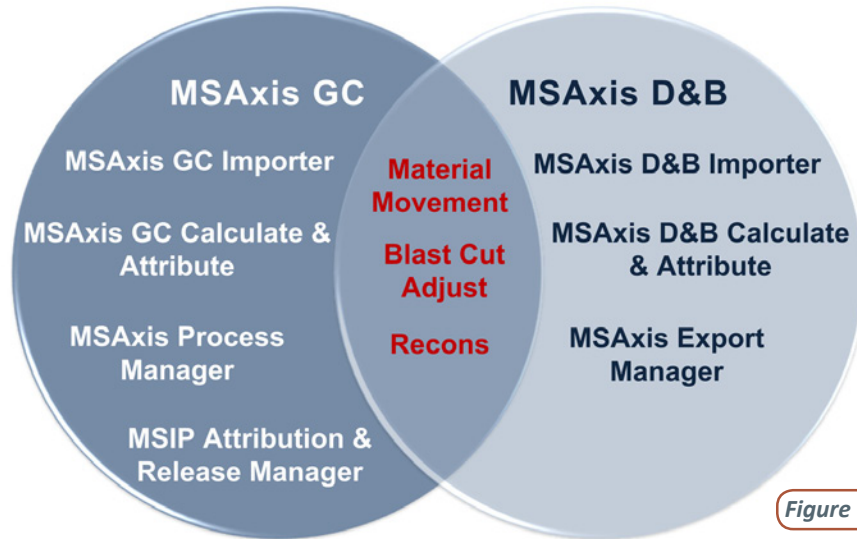 MSAxis GC
MSAxis GC Importer
MSAxis GC Calculate &
Attribute
MSAxis Process
Manager
MSIP Attribution &
Release Manager
Material
Movement
Blast Cut
Adjust
Recons
MSAxis D&B
MSAxis D&B Importer
MSAxis D&B Calculate
& Attribute
MSAxis Export
Manager
Figure